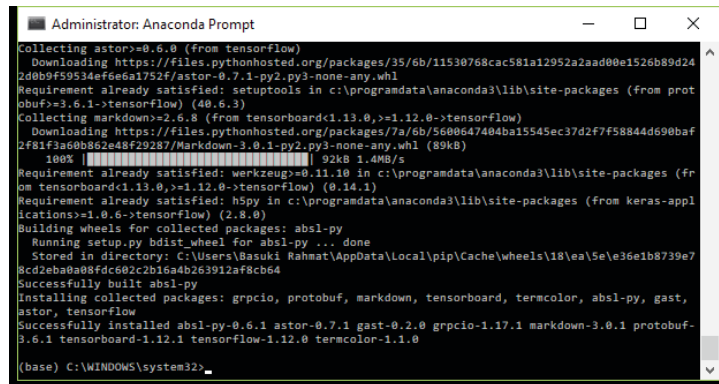 Administrator: Anaconda Prompt
Collecting astor>=0.6.0 (from tensorflow)
  Downloading https://files.pythonhosted.org/packages/35/6b/11530768cac581a12952a2aad00e1526b89d24
2d0b9f59534ef6e6a1752f/astor-0.7.1-py2.py3-none-any.whl
Requirement already satisfied: setuptools in c:\programdata\anaconda3\lib\site-packages (from prot
obuf>=3.6.1->tensorflow) (40.6.3)
Collecting markdown>=2.6.8 (from tensorboard<1.13.0,>=1.12.0->tensorflow)
  Downloading https://files.pythonhosted.org/packages/7a/6b/5600647404ba15545ec37d2f7f58844d690baf
2f81f3a60b862e48f29287/Markdown-3.0.1-py2.py3-none-any.whl (89kB)
    100% || 92kB 1.4MB/s
Requirement already satisfied: werkzeug>=0.11.10 in c:\programdata\anaconda3\lib\site-packages (fr
om tensorboard<1.13.0,>=1.12.0->tensorflow) (0.14.1)
Requirement already satisfied: h5py in c:\programdata\anaconda3\lib\site-packages (from keras-appl
ications>=1.0.6->tensorflow) (2.8.0)
Building wheels for collected packages: absl-py
  Running setup.py bdist_wheel for absl-py ... done
  Stored in directory: C:\Users\Basuki Rahmat\AppData\Local\pip\Cache\wheels\18\ea\5e\e36e1b8739e7
8cd2eba0a08fdc602c2b16a4b263912af8cb64
Successfully built absl-py
Installing collected packages: grpcio, protobuf, markdown, tensorboard, termcolor, absl-py, gast,
astor, tensorflow
Successfully installed absl-py-0.6.1 astor-0.7.1 gast-0.2.0 grpcio-1.17.1 markdown-3.0.1 protobuf-
3.6.1 tensorboard-1.12.1 tensorflow-1.12.0 termcolor-1.1.0
(base) C:\WINDOWS\system32>